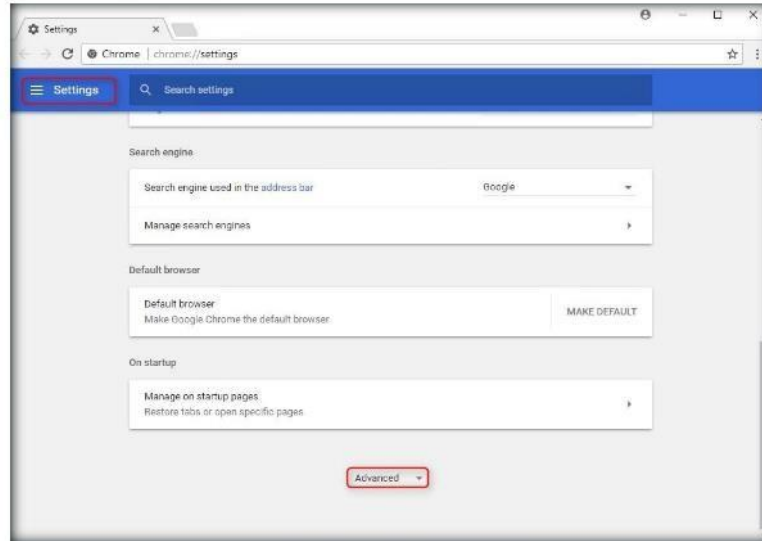 Settings
Chrome | chrome://settings
Settings
Search settings
Search engine
Search engine used in the address bar
Google
Manage search engines
Default browser
Default browser
Make Google Chrome the default browser
MAKE DEFAULT
On startup
Manage on startup pages
Restore tabs or open specific pages
Advanced